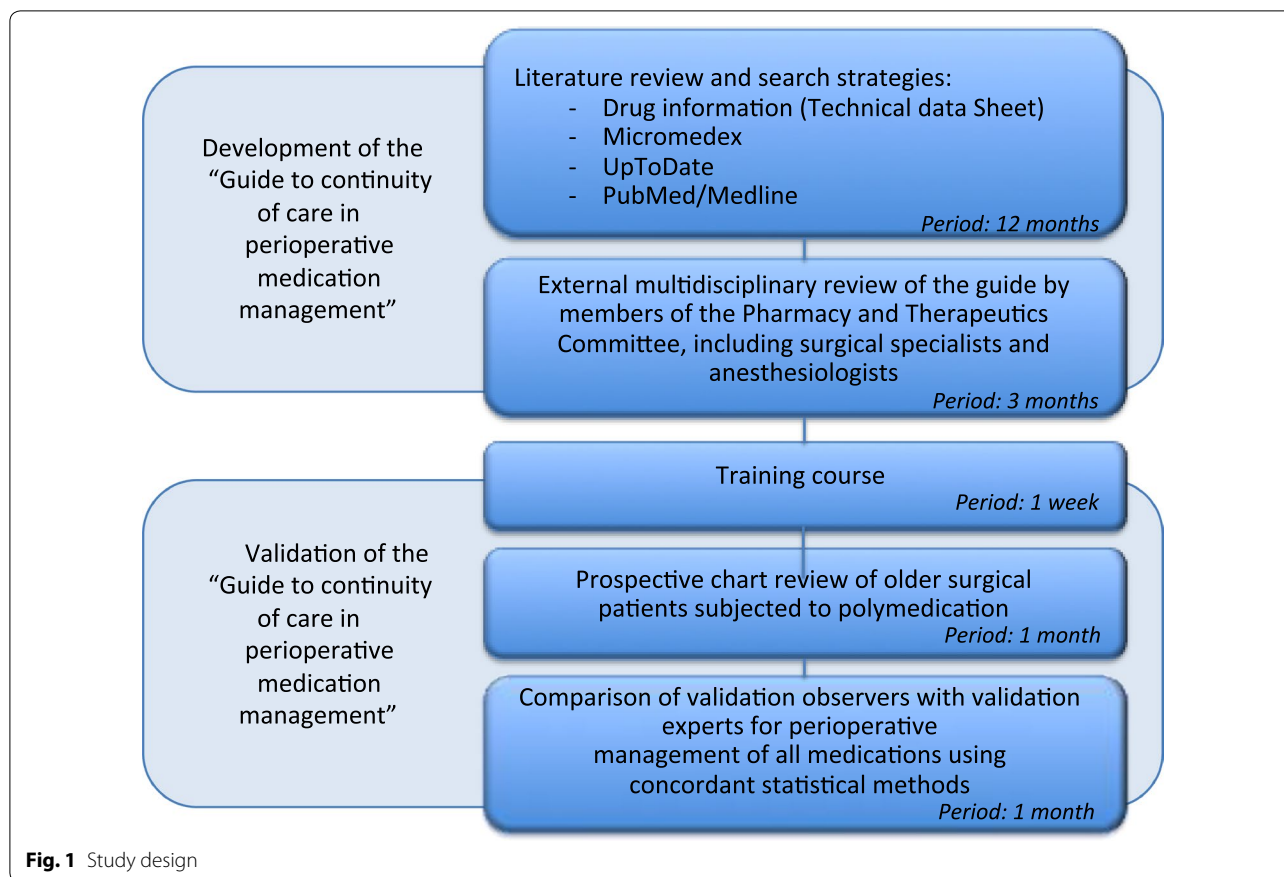 Development of the
“Guide to continuity
of care in
perioperative
medication
management”
Literature review and search strategies:
- Drug information (Technical data Sheet)
- Micromedex
- UpToDate
- PubMed/Medline
Period: 12 months
External multidisciplinary review of the guide by
members of the Pharmacy and Therapeutics
Committee, including surgical specialists and
anesthesiologists
Period: 3 months
Validation of the
“Guide to continuity
of care in
perioperative
medication
management”
Training course
Period: 1 week
Prospective chart review of older surgical
patients subjected to polymedication
Period: 1 month
Comparison of validation observers with validation
experts for perioperative
management of all medications using
concordant statistical methods
Period: 1 month
Fig. 1 Study design